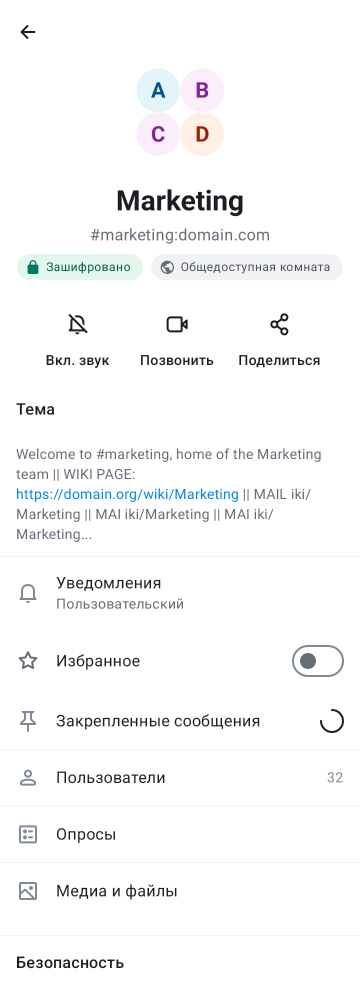 A B
C D
Marketing
#marketing:domain.com
Зашифровано Общедоступная комната
Вкл. звук Позвонить Поделиться
Тема
Welcome to #marketing, home of the Marketing
team || WIKI PAGE:
https://domain.org/wiki/Marketing || MAIL iki/
Marketing || MAI iki/Marketing || MAI iki/
Marketing...
Уведомления
Пользовательский
Избранное
Закрепленные сообщения
Пользователи 32
Опросы
Медиа и файлы
Безопасность